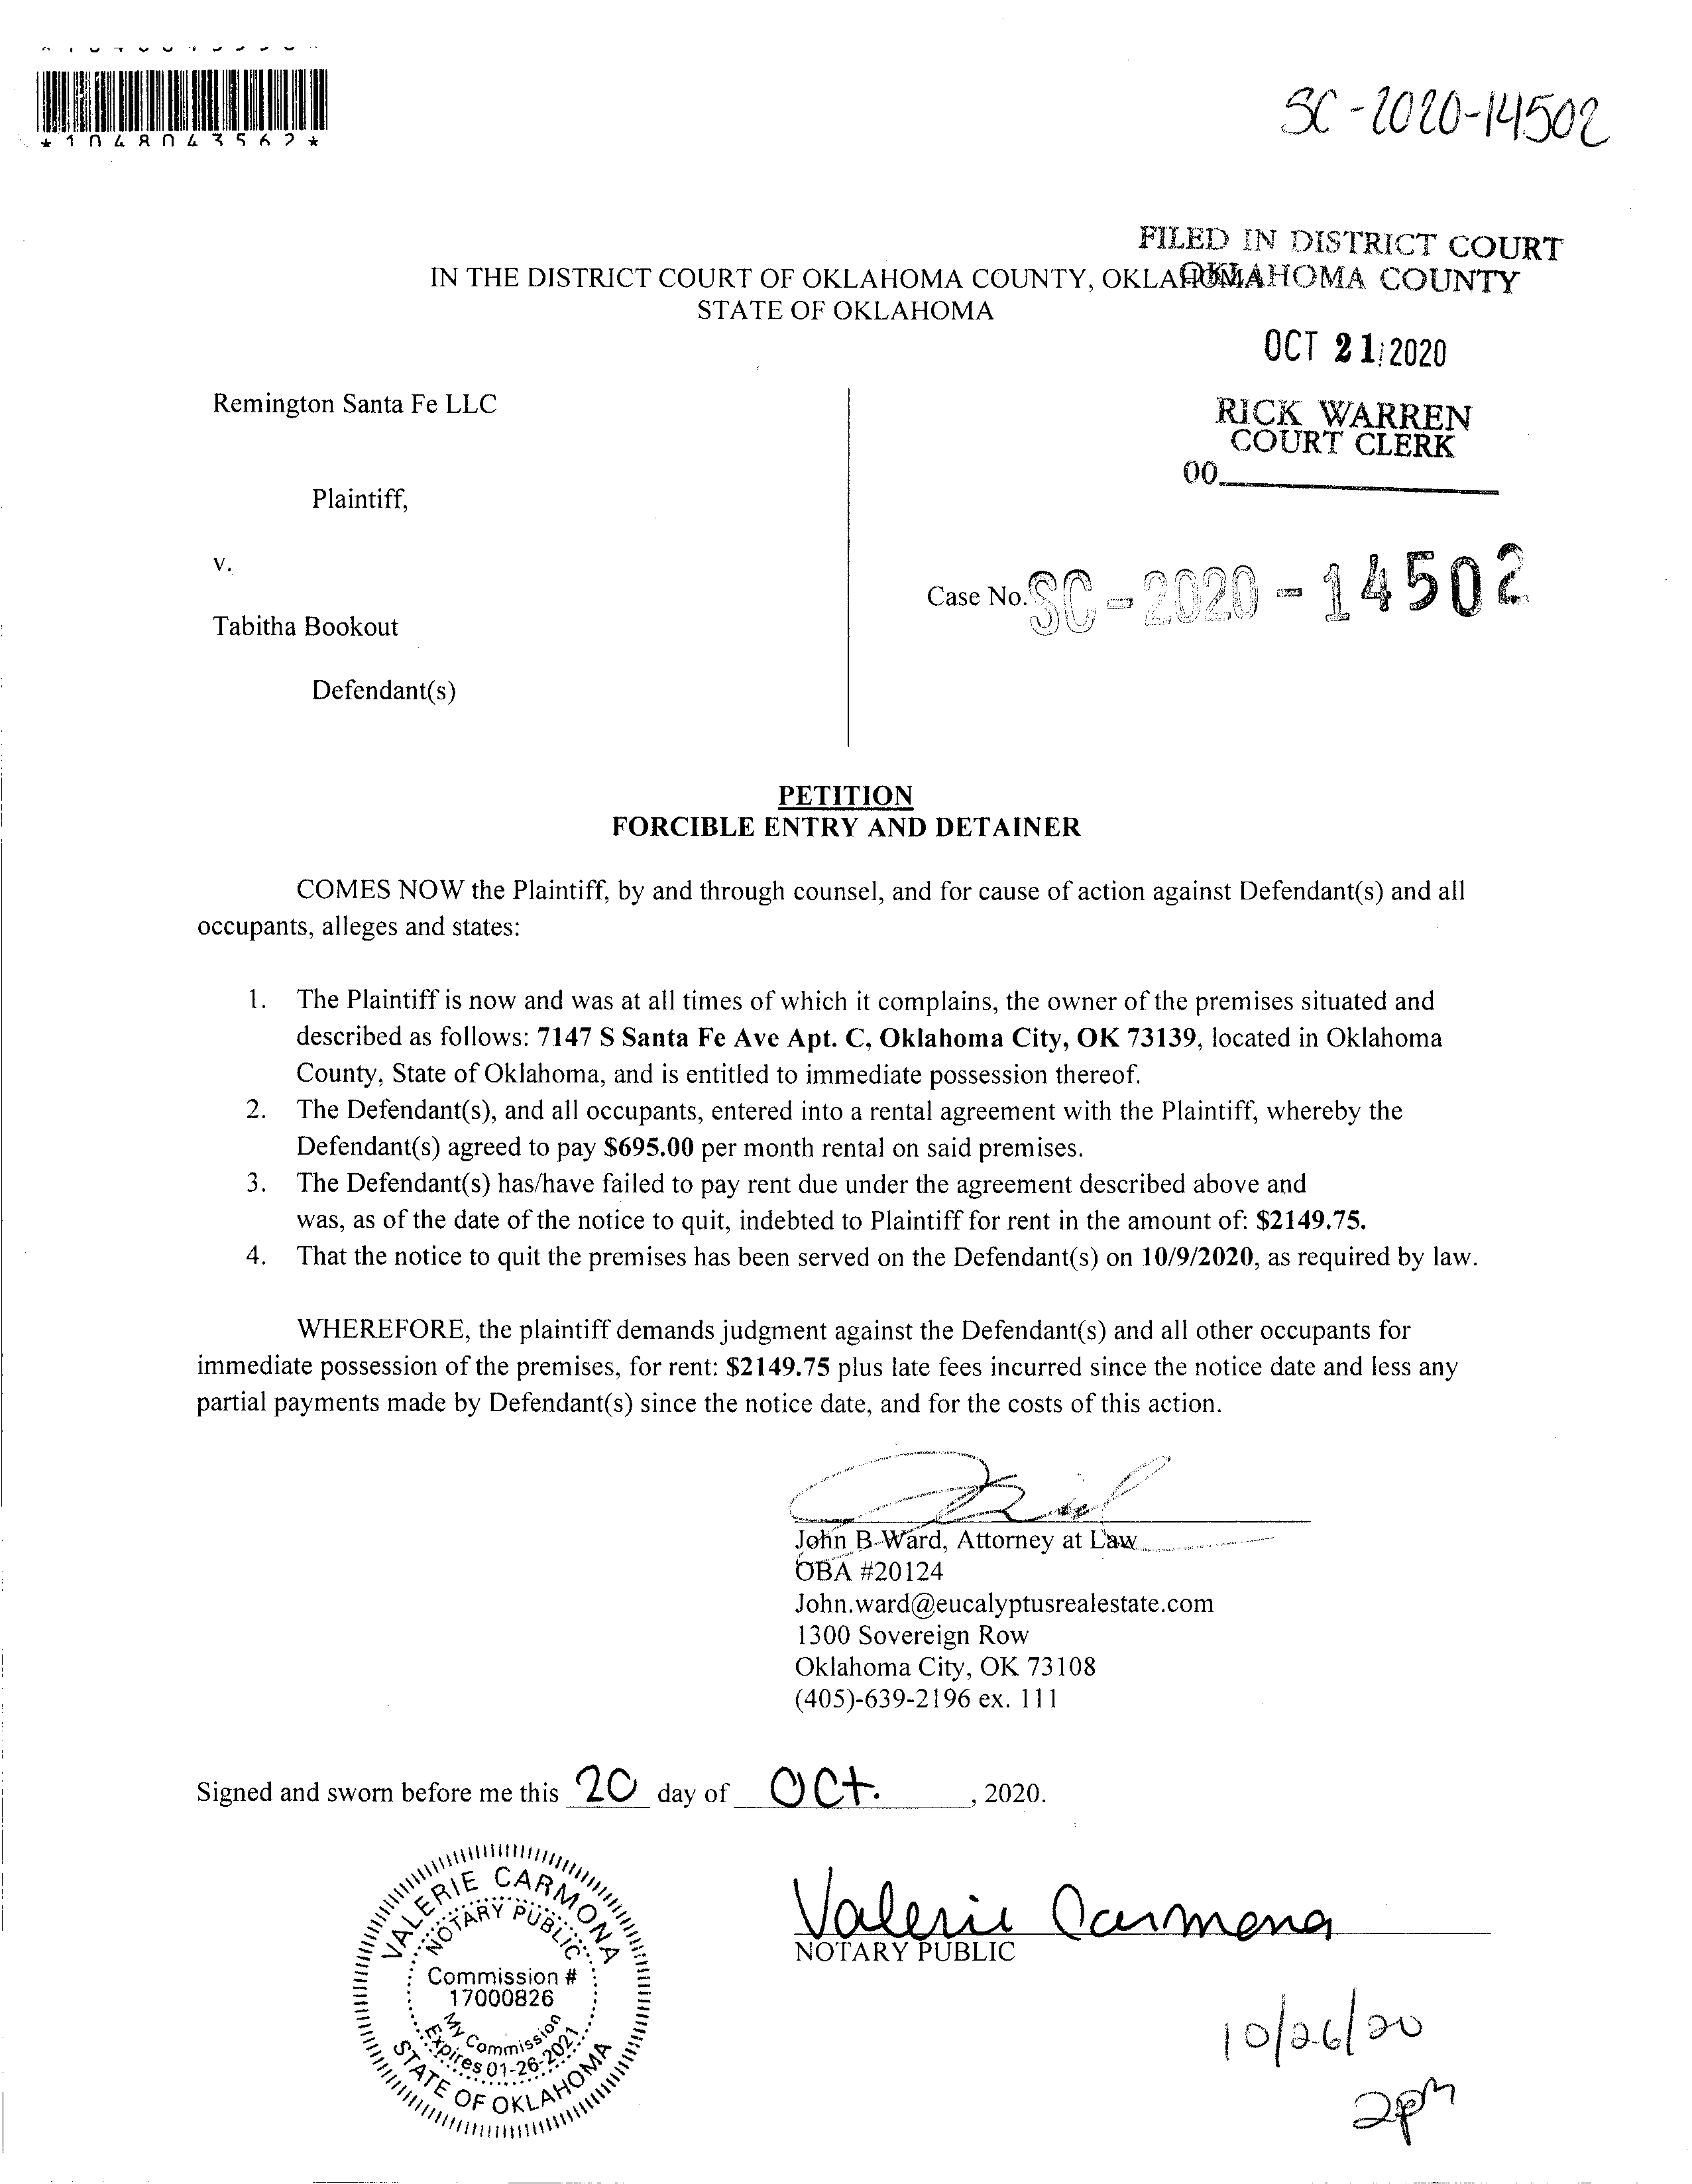 *1048043562*
SC-2020-14502
FILED IN DISTRICT COURT
OKLAHOMA COUNTY
IN THE DISTRICT COURT OF OKLAHOMA COUNTY, OKLAHOMA
STATE OF OKLAHOMA
OCT 21 2020
RICK WARREN
COURT CLERK
00
Remington Santa Fe LLC
Plaintiff,
v.
Case No. SC-2020-14502
Tabitha Bookout
Defendant(s)
PETITION
FORCIBLE ENTRY AND DETAINER
COMES NOW the Plaintiff, by and through counsel, and for cause of action against Defendant(s) and all
occupants, alleges and states:
1. The Plaintiff is now and was at all times of which it complains, the owner of the premises situated and
described as follows: 7147 S Santa Fe Ave Apt. C, Oklahoma City, OK 73139, located in Oklahoma
County, State of Oklahoma, and is entitled to immediate possession thereof.
2. The Defendant(s), and all occupants, entered into a rental agreement with the Plaintiff, whereby the
Defendant(s) agreed to pay $695.00 per month rental on said premises.
3. The Defendant(s) has/have failed to pay rent due under the agreement described above and
was, as of the date of the notice to quit, indebted to Plaintiff for rent in the amount of: $2149.75.
4. That the notice to quit the premises has been served on the Defendant(s) on 10/9/2020, as required by law.
WHEREFORE, the plaintiff demands judgment against the Defendant(s) and all other occupants for
immediate possession of the premises, for rent: $2149.75 plus late fees incurred since the notice date and less any
partial payments made by Defendant(s) since the notice date, and for the costs of this action.
John B Ward, Attorney at Law
OBA #20124
John.ward@eucalyptusrealestate.com
1300 Sovereign Row
Oklahoma City, OK 73108
(405)-639-2196 ex. 111
Signed and sworn before me this 20 day of Oct. , 2020.
VALERIE CARMONA
NOTARY PUBLIC
Commission #
17000826
My Commission
Expires 01-26-2021
STATE OF OKLAHOMA
Valerie Carmona
NOTARY PUBLIC
10/26/20
2pm